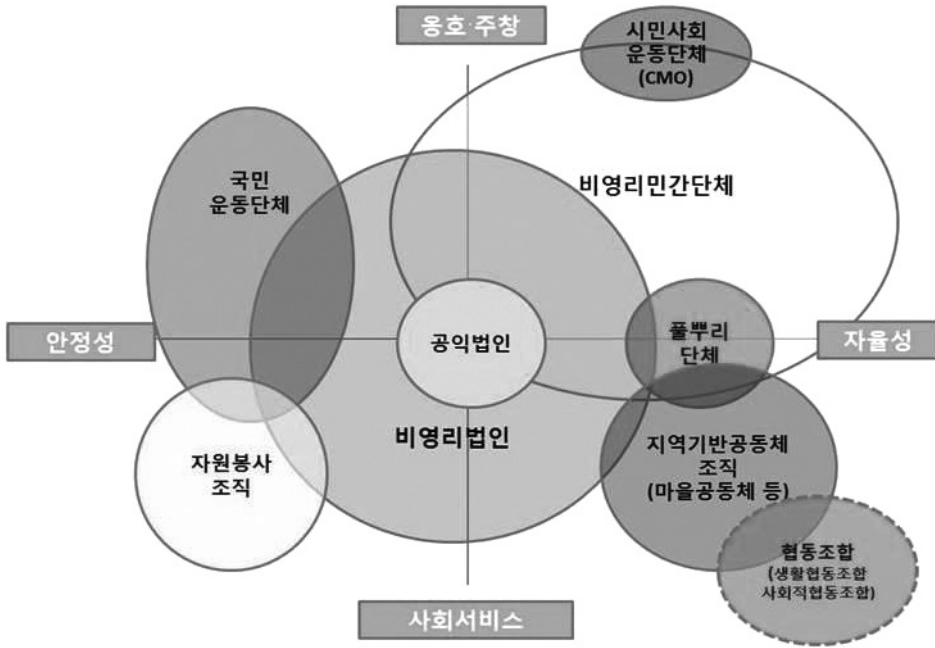 옹호·주창
시민사회
운동단체
(CMO)
국민
운동단체
비영리민간단체
안정성
공익법인
풀뿌리
단체
자율성
비영리법인
자원봉사
조직
지역기반공동체
조직
(마을공동체 등)
협동조합
(생활협동조합
사회적협동조합)
사회서비스